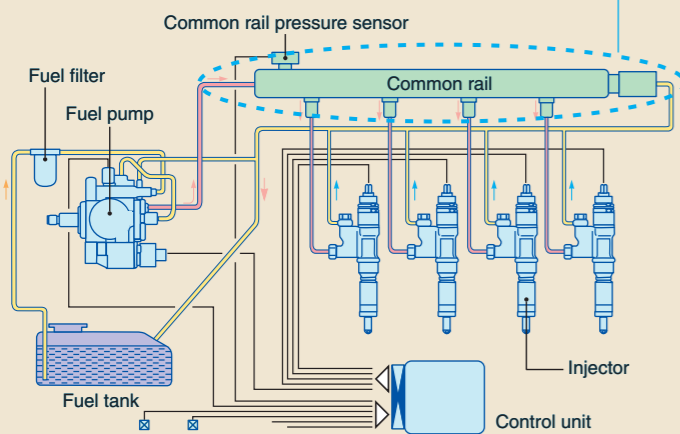 Common rail pressure sensor
Fuel filter
Common rail
Fuel pump
Injector
Fuel tank
Control unit